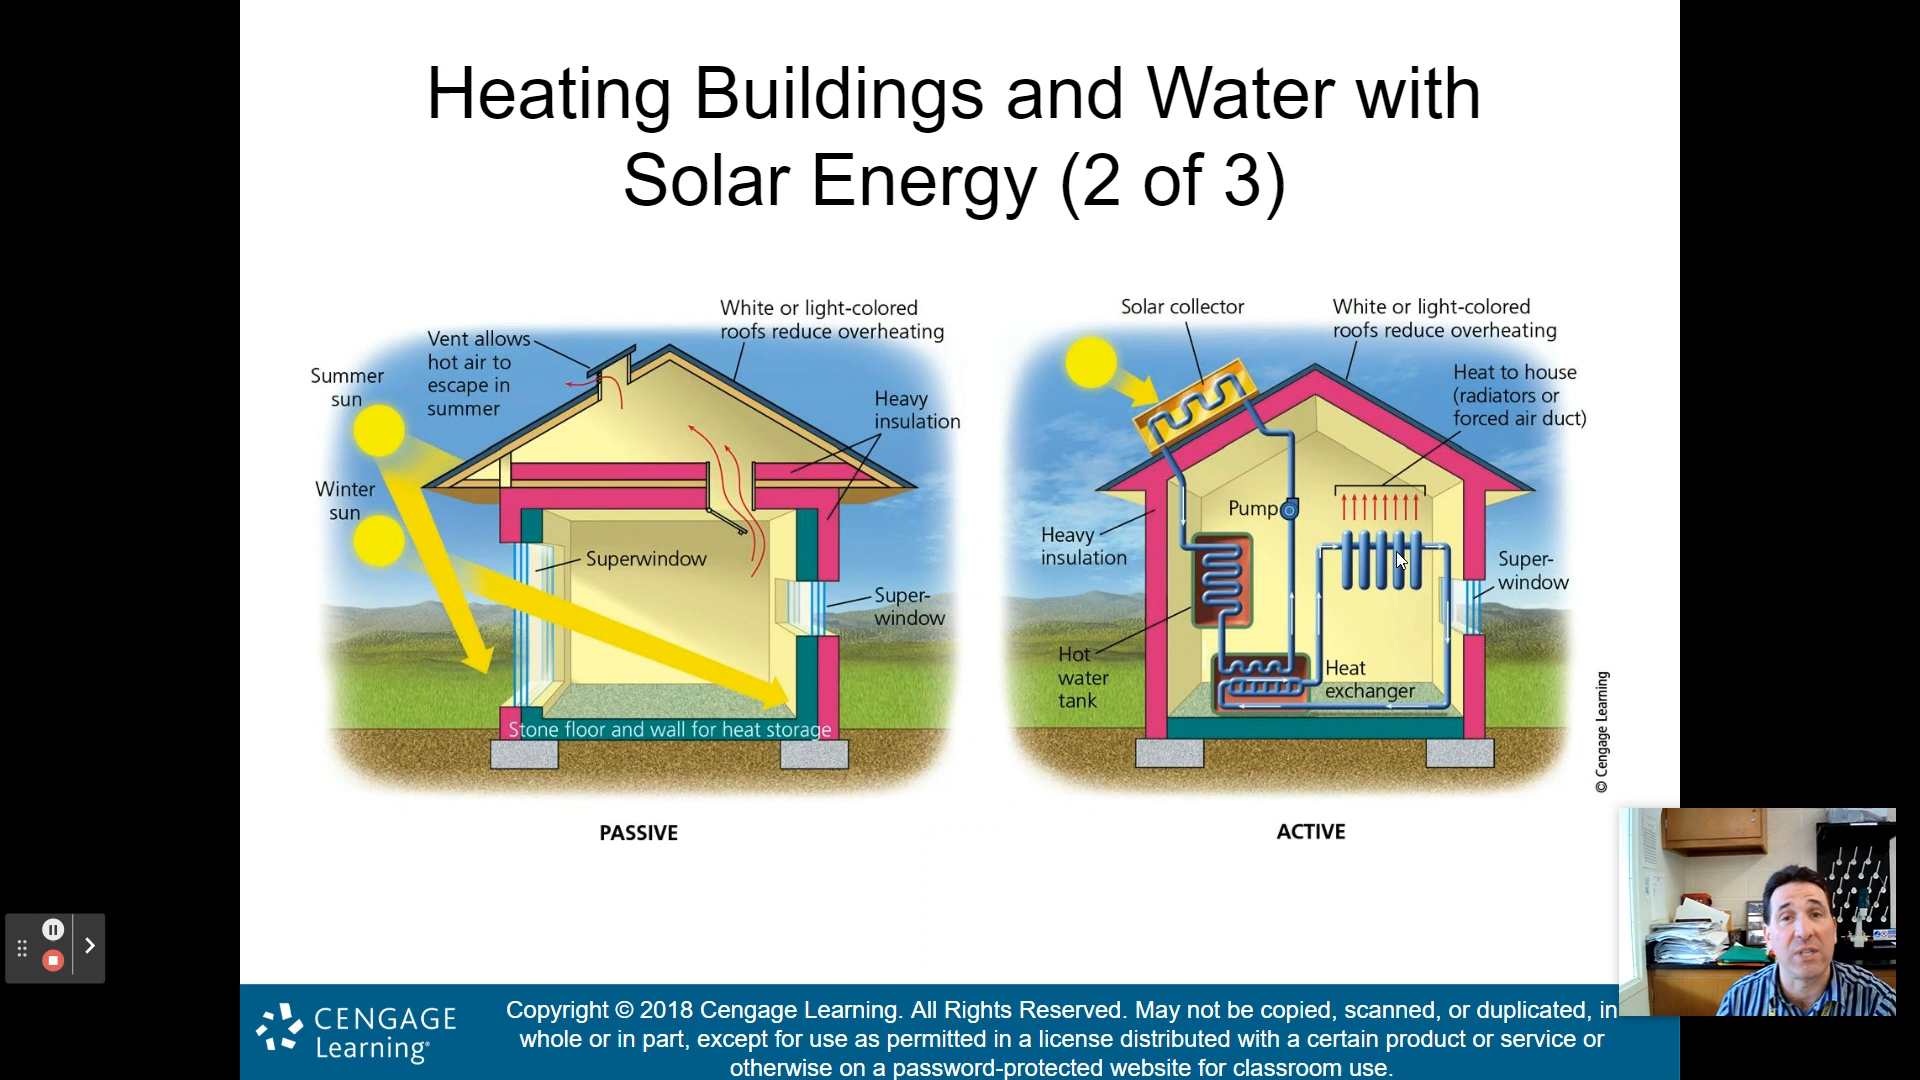 Heating Buildings and Water with
Solar Energy (2 of 3)
White or light-colored
roofs reduce overheating
Vent allows
hot air to
escape in
summer
Summer
sun
Heavy
insulation
Winter
sun
Superwindow
Super-
window
Stone floor and wall for heat storage
PASSIVE
Solar collector
White or light-colored
roofs reduce overheating
Heat to house
(radiators or
forced air duct)
Pump
Heavy
insulation
Super-
window
Hot
water
tank
Heat
exchanger
© Cengage Learning
ACTIVE
CENGAGE
Learning®
Copyright © 2018 Cengage Learning. All Rights Reserved. May not be copied, scanned, or duplicated, in
whole or in part, except for use as permitted in a license distributed with a certain product or service or
otherwise on a password-protected website for classroom use.